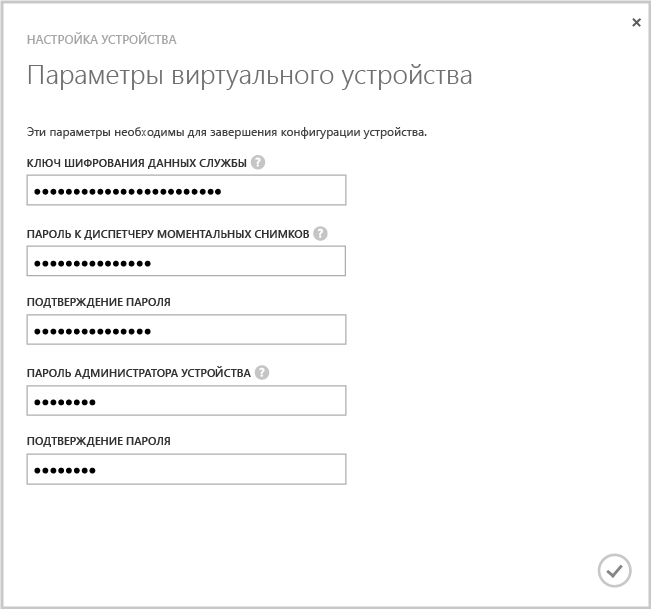 НАСТРОЙКА УСТРОЙСТВА
Параметры виртуального устройства
Эти параметры необходимы для завершения конфигурации устройства.
КЛЮЧ ШИФРОВАНИЯ ДАННЫХ СЛУЖБЫ ?
●●●●●●●●●●●●●●●●●●●●●●●●
ПАРОЛЬ К ДИСПЕТЧЕРУ МОМЕНТАЛЬНЫХ СНИМКОВ ?
●●●●●●●●●●●●●●●
ПОДТВЕРЖДЕНИЕ ПАРОЛЯ
●●●●●●●●●●●●●●●
ПАРОЛЬ АДМИНИСТРАТОРА УСТРОЙСТВА ?
●●●●●●●●
ПОДТВЕРЖДЕНИЕ ПАРОЛЯ
●●●●●●●●